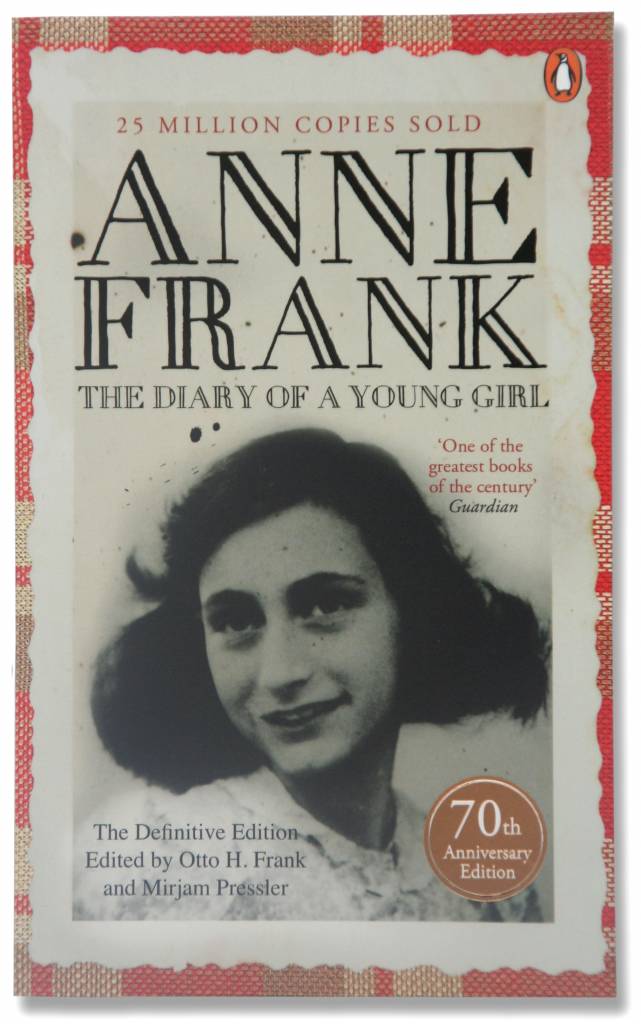 25 MILLION COPIES SOLD
ANNE
FRANK
THE DIARY OF A YOUNG GIRL
‘One of the
greatest books
of the century’
Guardian
The Definitive Edition
Edited by Otto H. Frank
and Mirjam Pressler
70th
Anniversary
Edition